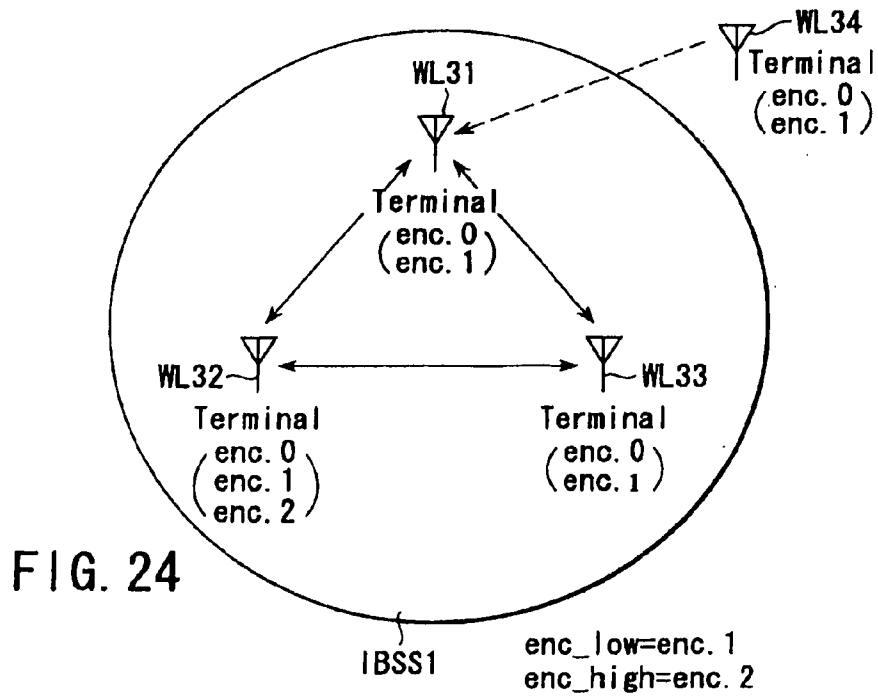 WL34
Terminal
(enc. 0
enc. 1)
WL31
Terminal
(enc. 0
enc. 1)
WL32
Terminal
(enc. 0
enc. 1
enc. 2)
WL33
Terminal
(enc. 0
enc. 1)
FIG. 24
IBSS1
enc_low=enc. 1
enc_high=enc. 2